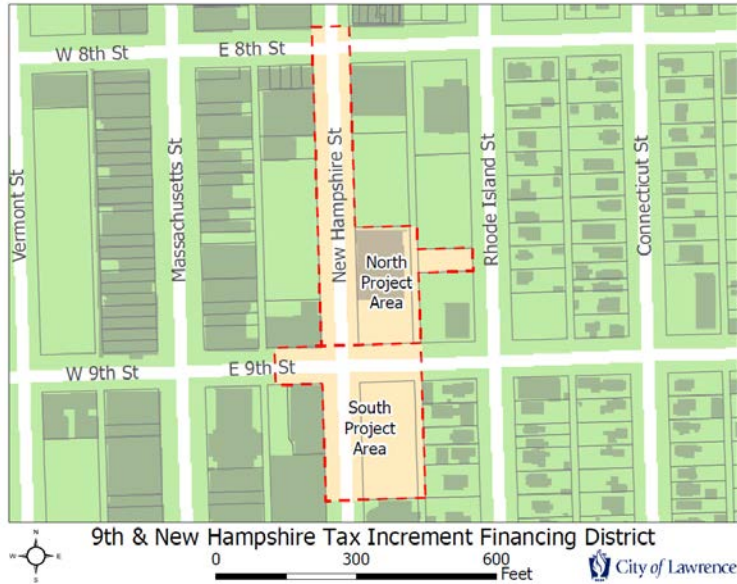 W 8th St
E 8th St
Vermont St
Massachusetts St
New Hampshire St
Rhode Island St
Connecticut St
North
Project
Area
W 9th St
E 9th St
South
Project
Area
9th & New Hampshire Tax Increment Financing District
N
W
E
S
0
300
600
Feet
City of Lawrence